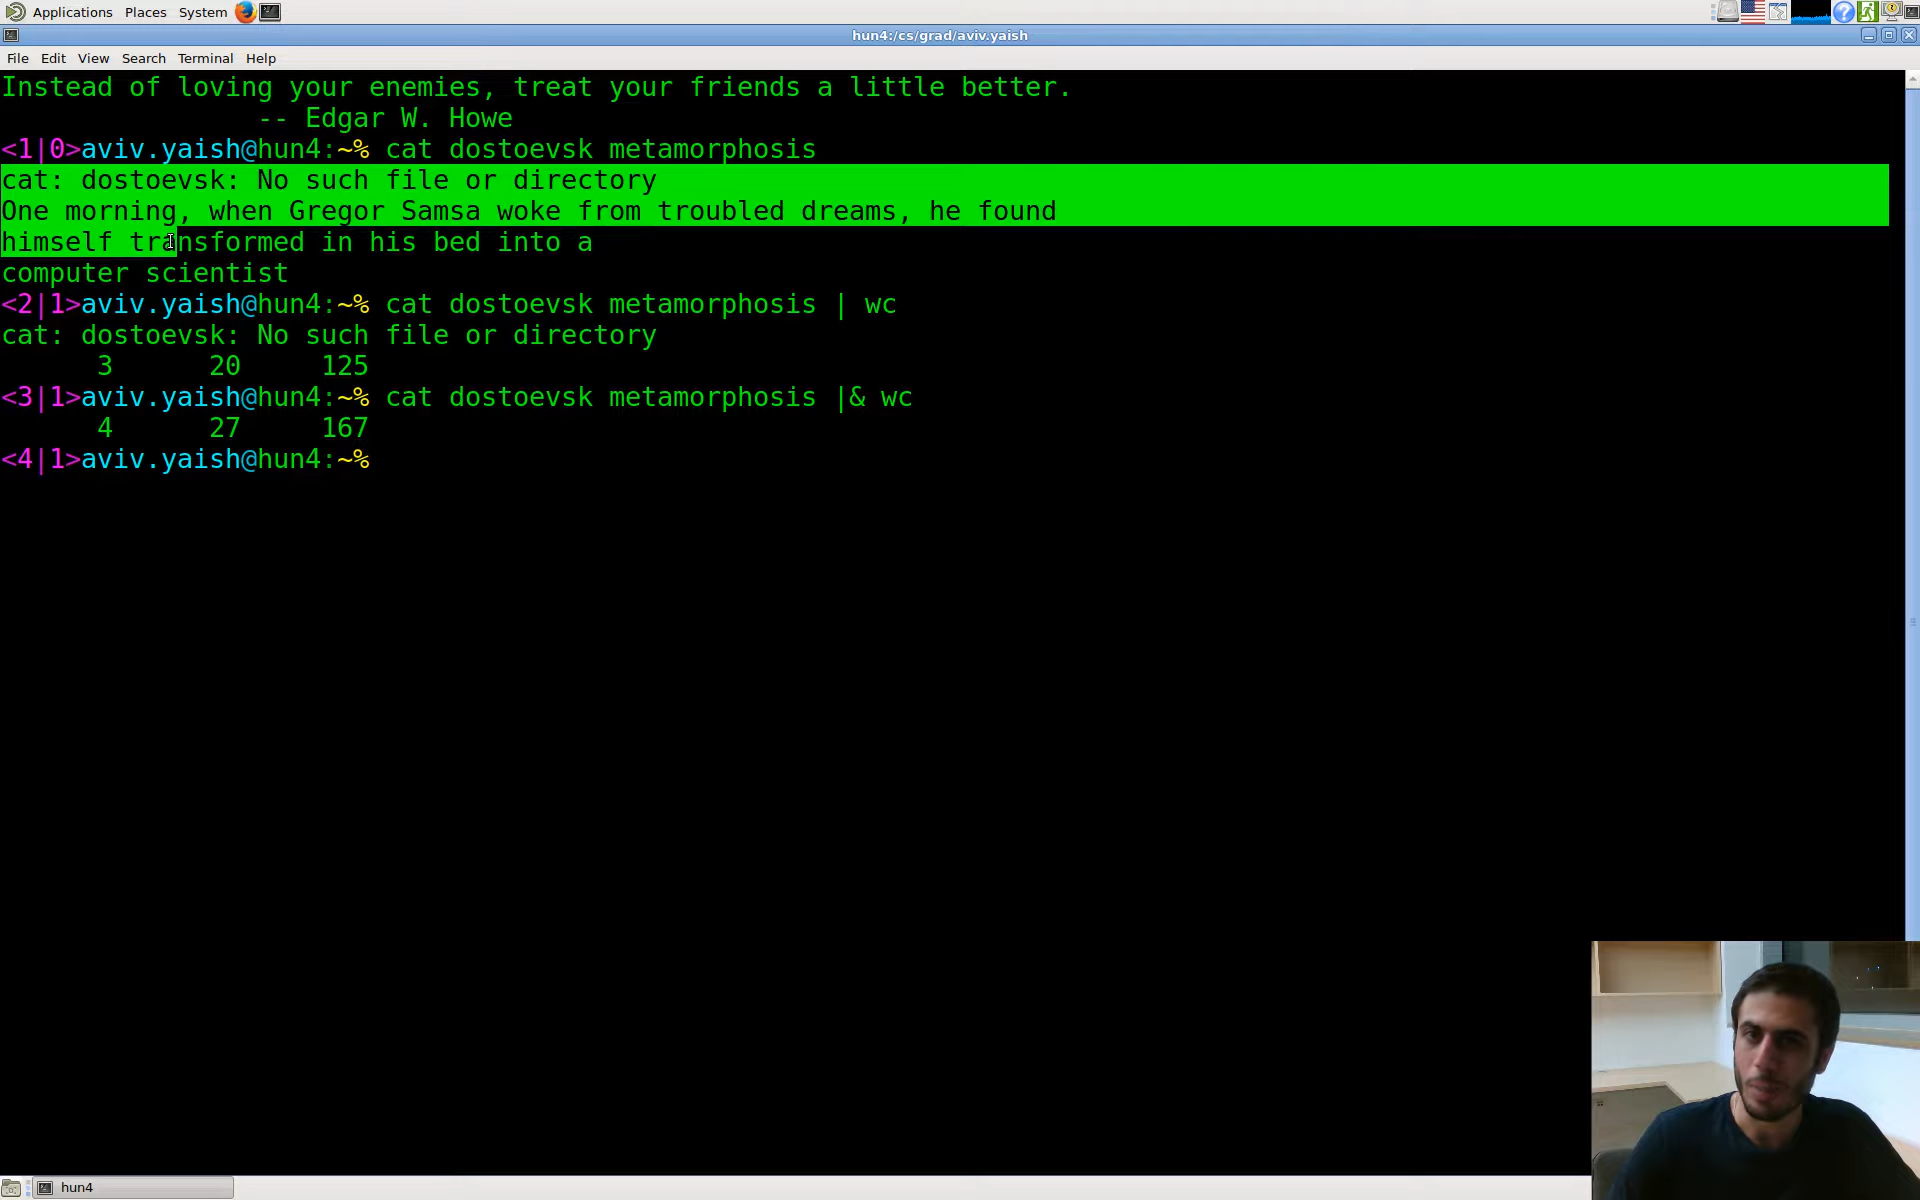 Applications Places System
hun4:/cs/grad/aviv.yaish
File Edit View Search Terminal Help
Instead of loving your enemies, treat your friends a little better.
-- Edgar W. Howe
<1|0>aviv.yaish@hun4:~% cat dostoevsk metamorphosis
cat: dostoevsk: No such file or directory
One morning, when Gregor Samsa woke from troubled dreams, he found
himself transformed in his bed into a
computer scientist
<2|1>aviv.yaish@hun4:~% cat dostoevsk metamorphosis | wc
cat: dostoevsk: No such file or directory
3 20 125
<3|1>aviv.yaish@hun4:~% cat dostoevsk metamorphosis |& wc
4 27 167
<4|1>aviv.yaish@hun4:~%
hun4